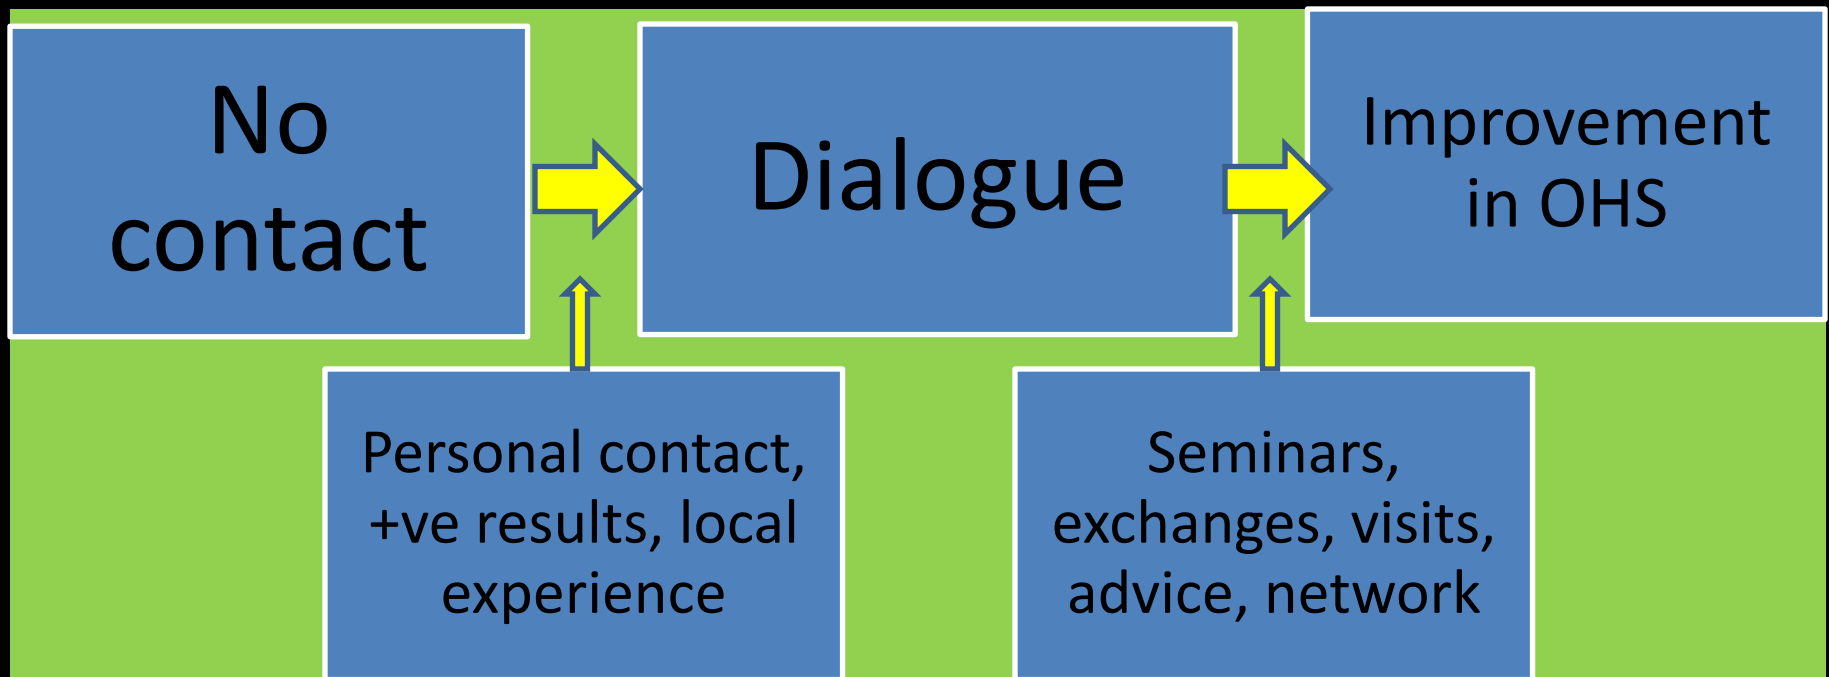 No
contact
Dialogue
Improvement
in OHS
Personal contact,
+ve results, local
experience
Seminars,
exchanges, visits,
advice, network